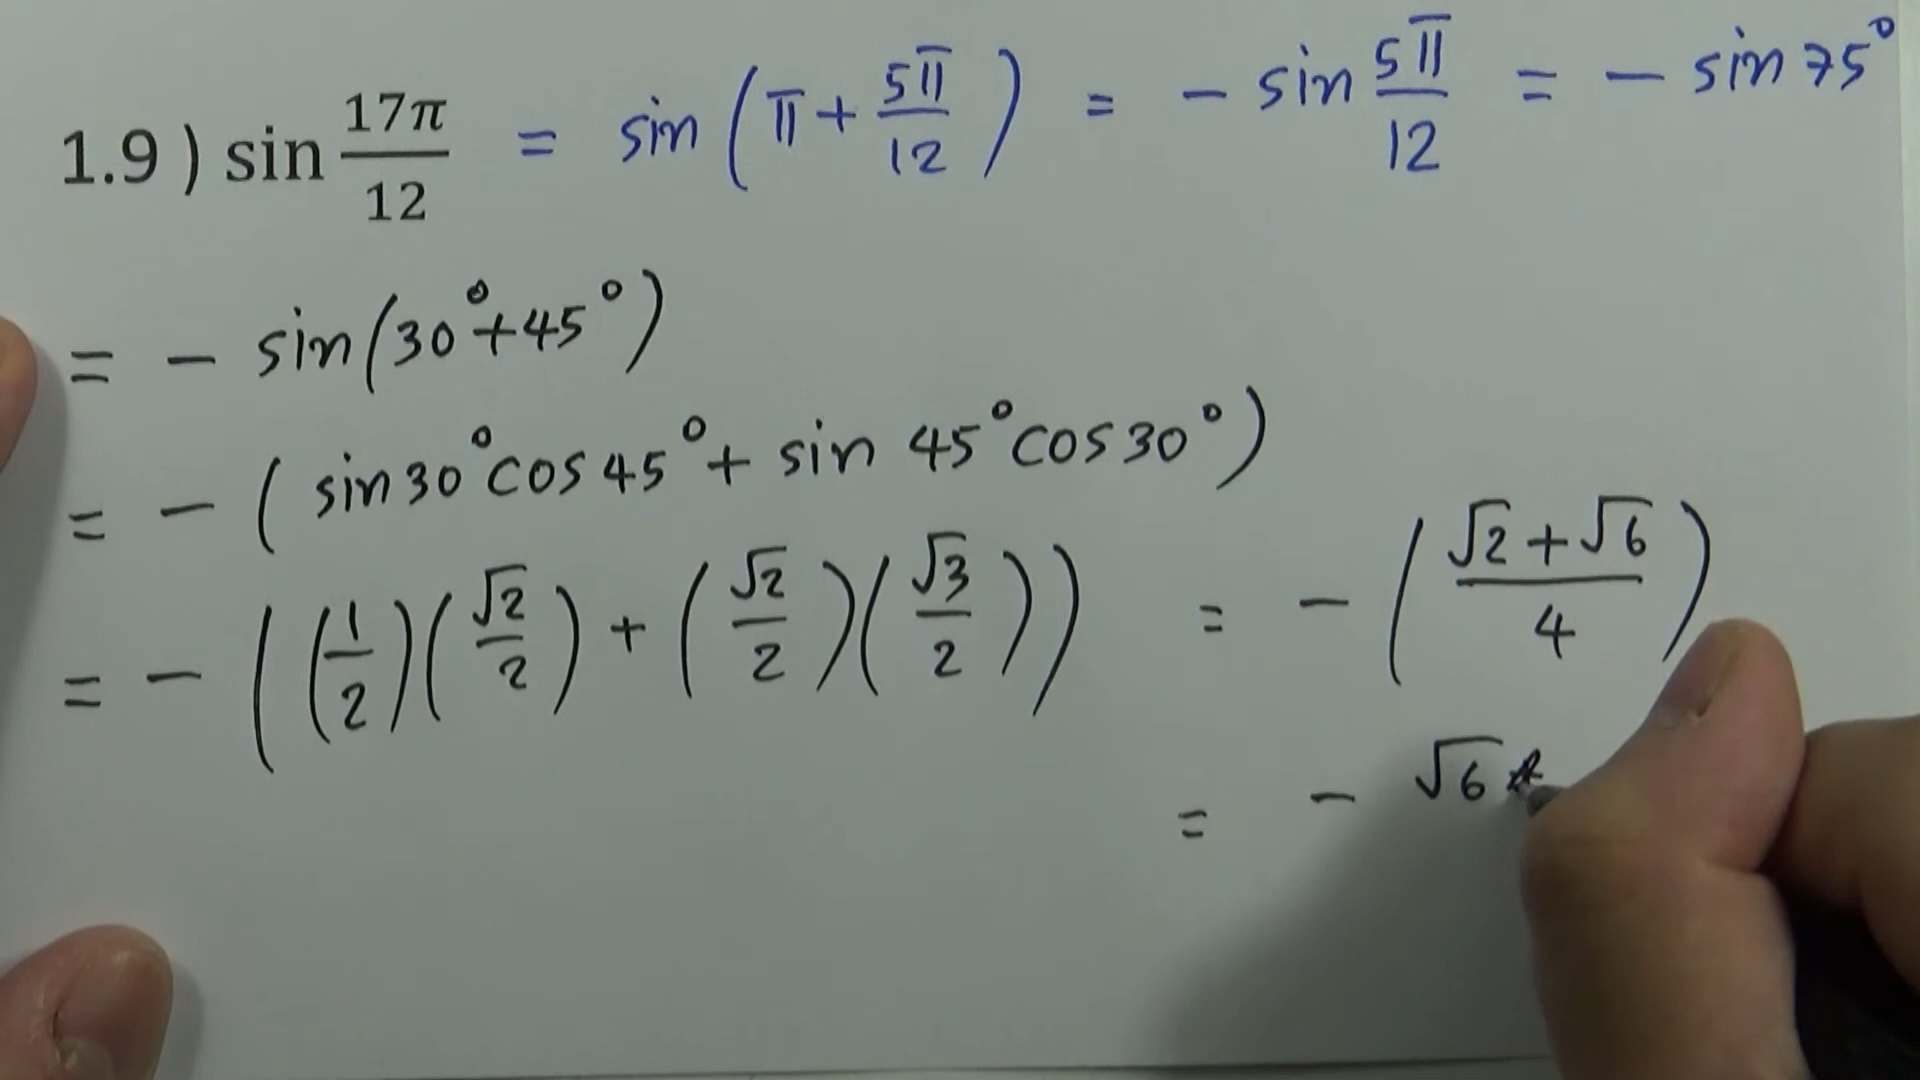 1.9 ) sin 17π/12 = sin(π + 5π/12) = - sin 5π/12 = - sin 75°
= - sin(30° + 45°)
= - ( sin 30° cos 45° + sin 45° cos 30° )
= - ( (1/2)(√2/2) + (√2/2)(√3/2) ) = - ( (√2 + √6)/4 )
= - √6